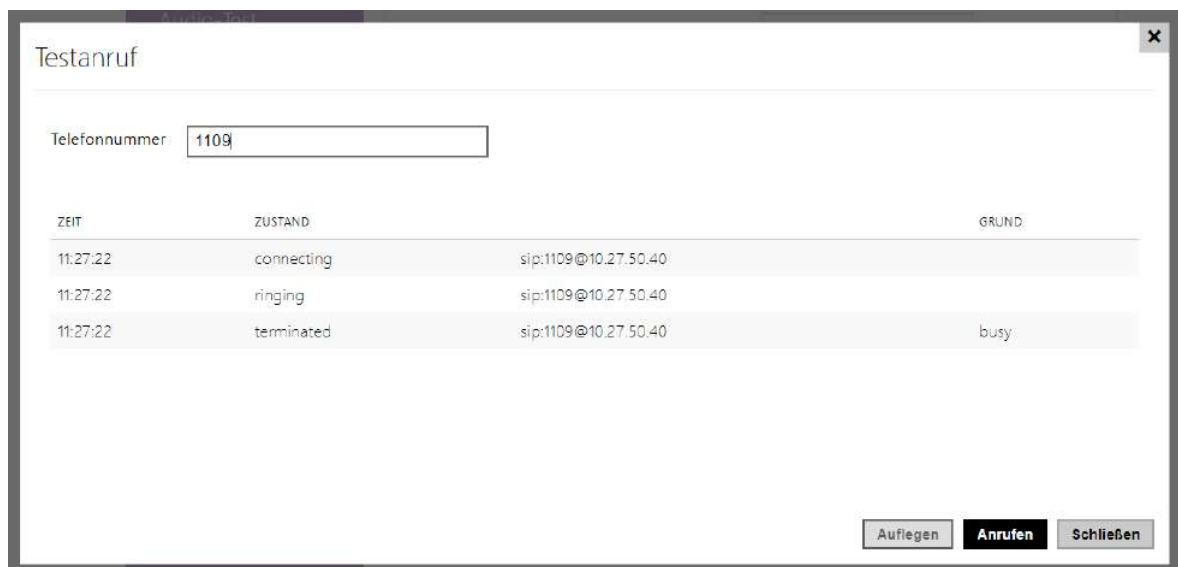 Audio-Test
Testanruf
×
Telefonnummer 1109
ZEIT ZUSTAND GRUND
11:27:22 connecting sip:1109@10.27.50.40
11:27:22 ringing sip:1109@10.27.50.40
11:27:22 terminated sip:1109@10.27.50.40 busy
Auflegen Anrufen Schließen